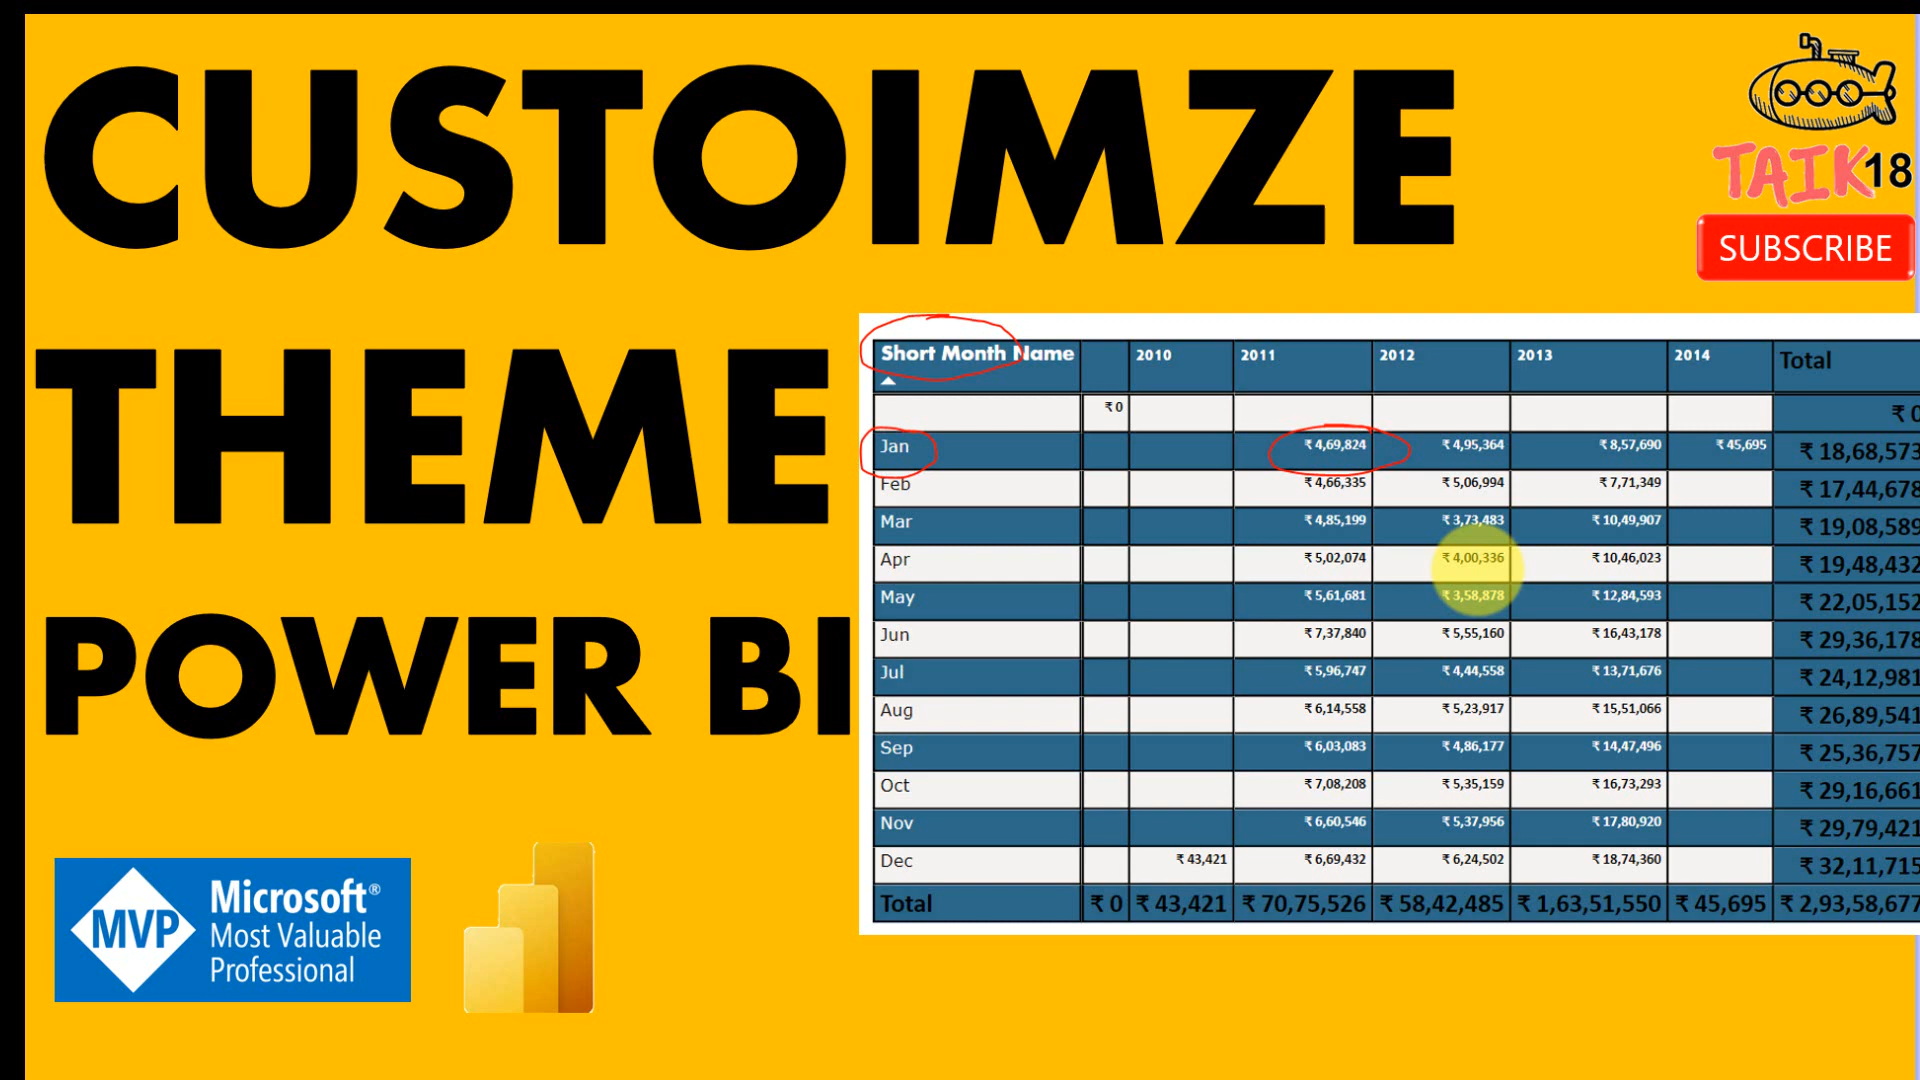 CUSTOIMZE
TAIK18
SUBSCRIBE
THEME
POWER BI
Short Month Name 2010 2011 2012 2013 2014 Total
₹ 0 ₹ 0
Jan ₹ 4,69,824 ₹ 4,95,364 ₹ 8,57,690 ₹ 45,695 ₹ 18,68,573
Feb ₹ 4,66,335 ₹ 5,06,994 ₹ 7,71,349 ₹ 17,44,678
Mar ₹ 4,85,199 ₹ 3,73,483 ₹ 10,49,907 ₹ 19,08,589
Apr ₹ 5,02,074 ₹ 4,00,336 ₹ 10,46,023 ₹ 19,48,432
May ₹ 5,61,681 ₹ 3,58,878 ₹ 12,84,593 ₹ 22,05,152
Jun ₹ 7,37,840 ₹ 5,55,160 ₹ 16,43,178 ₹ 29,36,178
Jul ₹ 5,96,747 ₹ 4,44,558 ₹ 13,71,676 ₹ 24,12,981
Aug ₹ 6,14,558 ₹ 5,23,917 ₹ 15,51,066 ₹ 26,89,541
Sep ₹ 6,03,083 ₹ 4,86,177 ₹ 14,47,496 ₹ 25,36,757
Oct ₹ 7,08,208 ₹ 5,35,159 ₹ 16,73,293 ₹ 29,16,661
Nov ₹ 6,60,546 ₹ 5,37,956 ₹ 17,80,920 ₹ 29,79,421
Dec ₹ 43,421 ₹ 6,69,432 ₹ 6,24,502 ₹ 18,74,360 ₹ 32,11,715
Total ₹ 0 ₹ 43,421 ₹ 70,75,526 ₹ 58,42,485 ₹ 1,63,51,550 ₹ 45,695 ₹ 2,93,58,677
MVP
Microsoft®
Most Valuable
Professional